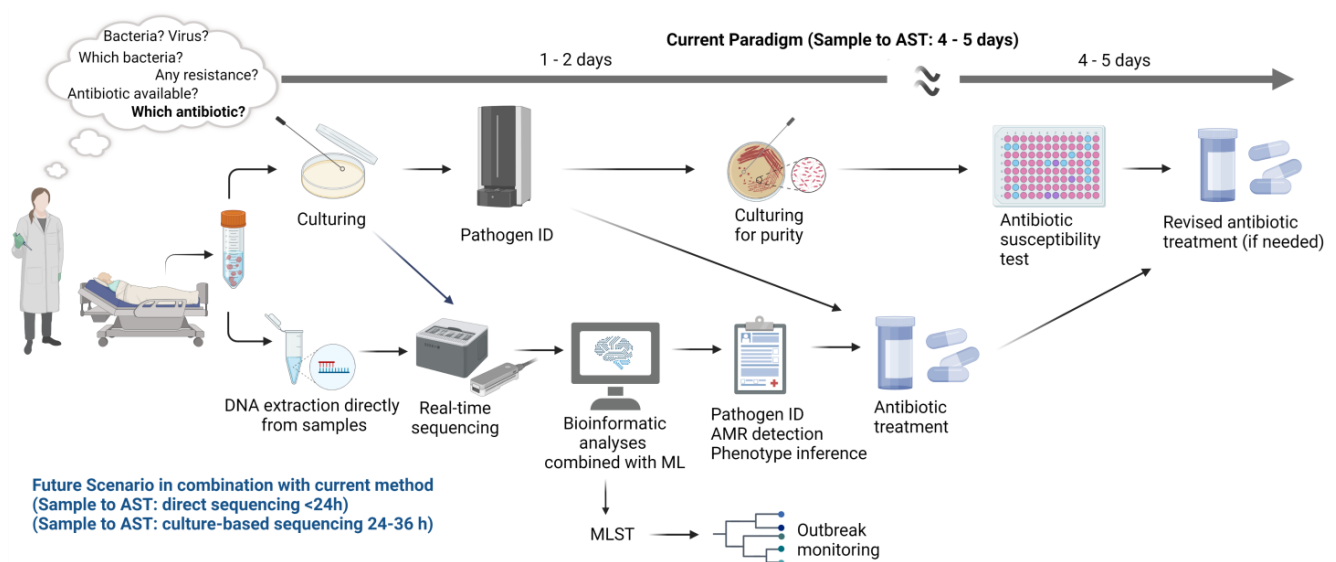 Bacteria? Virus?
Which bacteria?
Any resistance?
Antibiotic available?
Which antibiotic?
Current Paradigm (Sample to AST: 4 - 5 days)
1 - 2 days
4 - 5 days
Culturing
Pathogen ID
Culturing
for purity
Antibiotic
susceptibility
test
Revised antibiotic
treatment (if needed)
DNA extraction directly
from samples
Real-time
sequencing
Bioinformatic
analyses
combined with ML
Pathogen ID
AMR detection
Phenotype inference
Antibiotic
treatment
Future Scenario in combination with current method
(Sample to AST: direct sequencing <24h)
(Sample to AST: culture-based sequencing 24-36 h)
MLST
Outbreak
monitoring